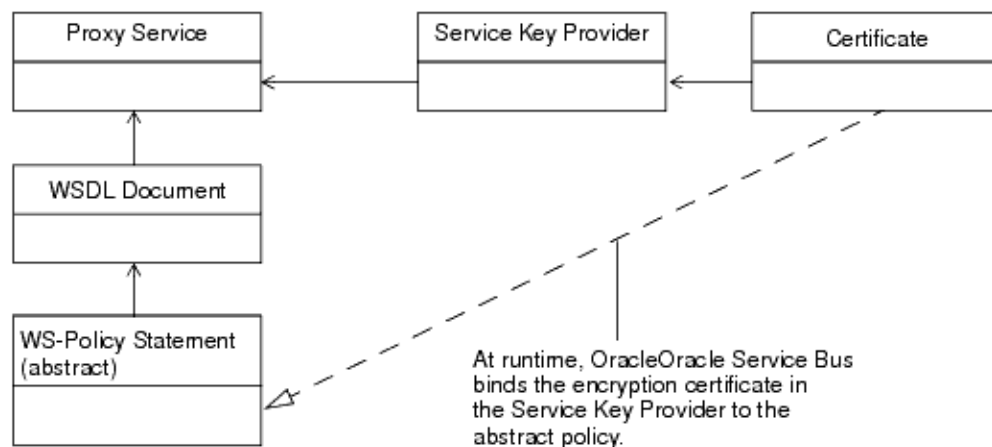 Proxy Service
Service Key Provider
Certificate
WSDL Document
WS-Policy Statement
(abstract)
At runtime, OracleOracle Service Bus
binds the encryption certificate in
the Service Key Provider to the
abstract policy.